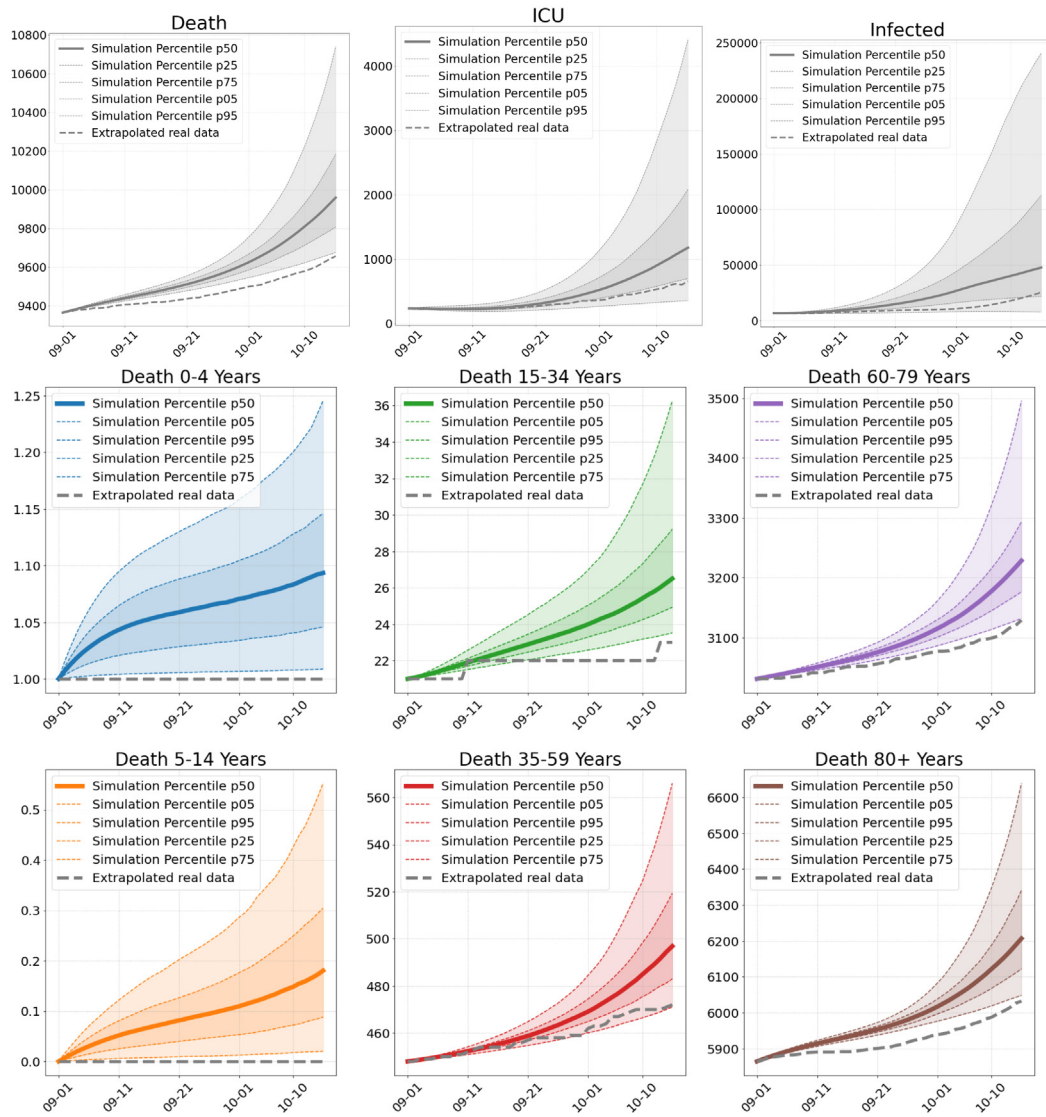 Death
Simulation Percentile p50
Simulation Percentile p25
Simulation Percentile p75
Simulation Percentile p05
Simulation Percentile p95
Extrapolated real data
10800
10600
10400
10200
10000
9800
9600
9400
09-01
09-11
09-21
10-01
10-10
ICU
Simulation Percentile p50
Simulation Percentile p25
Simulation Percentile p75
Simulation Percentile p05
Simulation Percentile p95
Extrapolated real data
4000
3000
2000
1000
0
09-01
09-11
09-21
10-01
10-10
Infected
Simulation Percentile p50
Simulation Percentile p25
Simulation Percentile p75
Simulation Percentile p05
Simulation Percentile p95
Extrapolated real data
250000
200000
150000
100000
50000
0
09-01
09-11
09-21
10-01
10-10
Death 0-4 Years
Simulation Percentile p50
Simulation Percentile p05
Simulation Percentile p95
Simulation Percentile p25
Simulation Percentile p75
Extrapolated real data
1.25
1.20
1.15
1.10
1.05
1.00
09-01
09-11
09-21
10-01
10-10
Death 15-34 Years
Simulation Percentile p50
Simulation Percentile p05
Simulation Percentile p95
Simulation Percentile p25
Simulation Percentile p75
Extrapolated real data
36
34
32
30
28
26
24
22
09-01
09-11
09-21
10-01
10-10
Death 60-79 Years
Simulation Percentile p50
Simulation Percentile p05
Simulation Percentile p95
Simulation Percentile p25
Simulation Percentile p75
Extrapolated real data
3500
3400
3300
3200
3100
09-01
09-11
09-21
10-01
10-10
Death 5-14 Years
Simulation Percentile p50
Simulation Percentile p05
Simulation Percentile p95
Simulation Percentile p25
Simulation Percentile p75
Extrapolated real data
0.5
0.4
0.3
0.2
0.1
0.0
09-01
09-11
09-21
10-01
10-10
Death 35-59 Years
Simulation Percentile p50
Simulation Percentile p05
Simulation Percentile p95
Simulation Percentile p25
Simulation Percentile p75
Extrapolated real data
560
540
520
500
480
460
09-01
09-11
09-21
10-01
10-10
Death 80+ Years
Simulation Percentile p50
Simulation Percentile p05
Simulation Percentile p95
Simulation Percentile p25
Simulation Percentile p75
Extrapolated real data
6600
6500
6400
6300
6200
6100
6000
5900
09-01
09-11
09-21
10-01
10-10